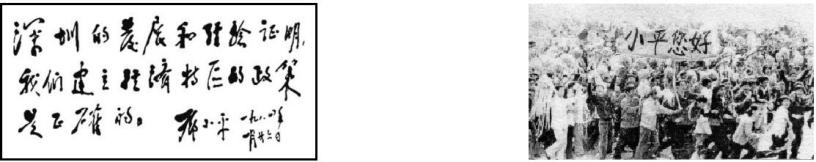 深圳的发展和经验证明,
我们建立经济特区的政策
是正确的。 邓小平 一九八四年
一月廿六日
小平您好